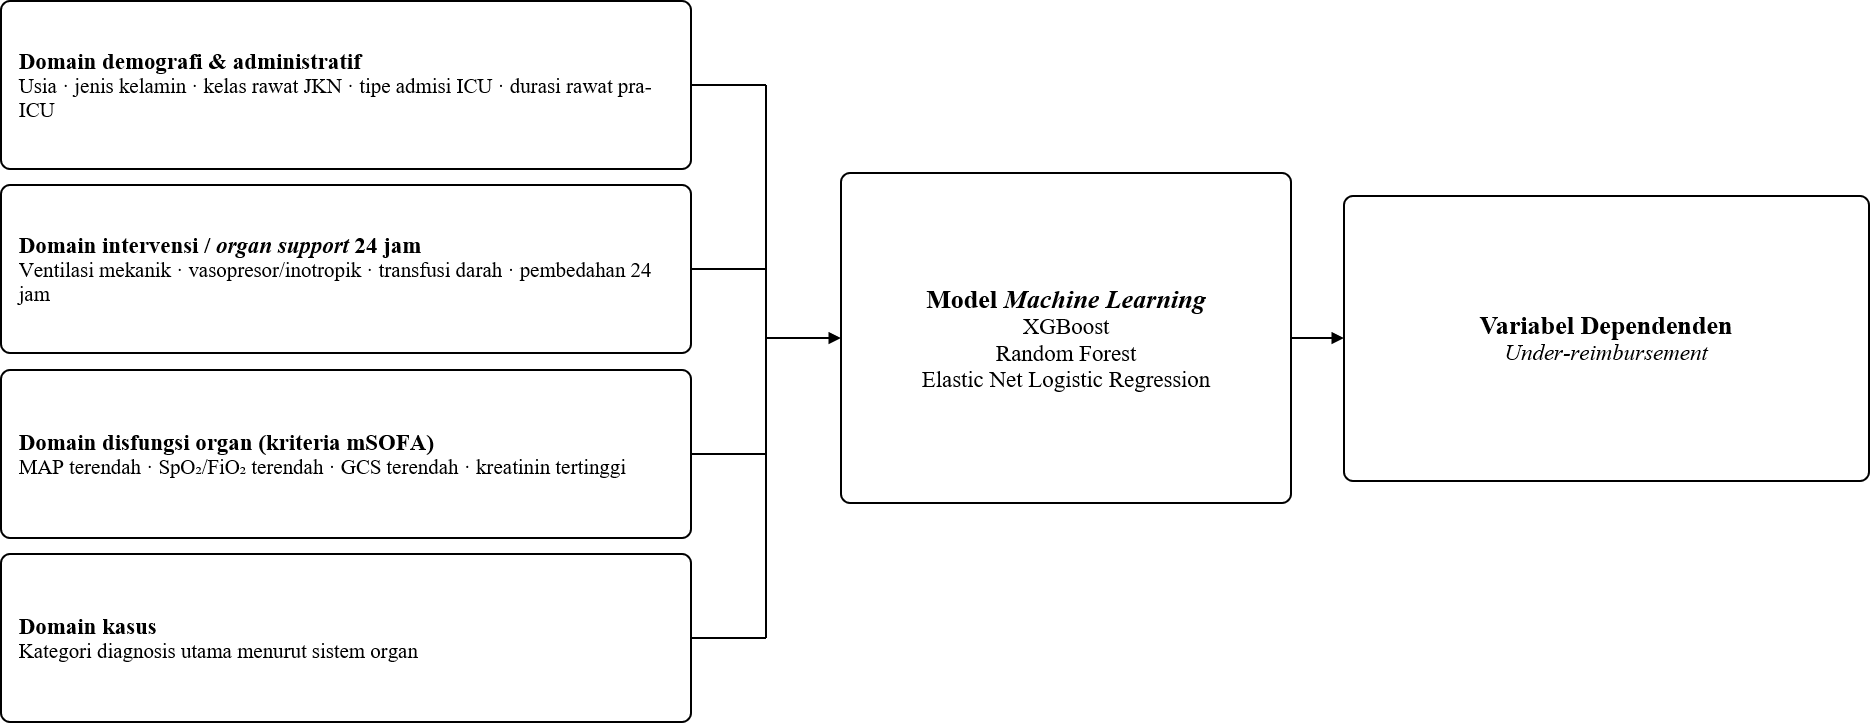 Domain demografi & administratif
Usia · jenis kelamin · kelas rawat JKN · tipe admisi ICU · durasi rawat pra-
ICU
Domain intervensi / organ support 24 jam
Ventilasi mekanik · vasopresor/inotropik · transfusi darah · pembedahan 24
jam
Domain disfungsi organ (kriteria mSOFA)
MAP terendah · SpO₂/FiO₂ terendah · GCS terendah · kreatinin tertinggi
Domain kasus
Kategori diagnosis utama menurut sistem organ
Model Machine Learning
XGBoost
Random Forest
Elastic Net Logistic Regression
Variabel Dependenden
Under-reimbursement